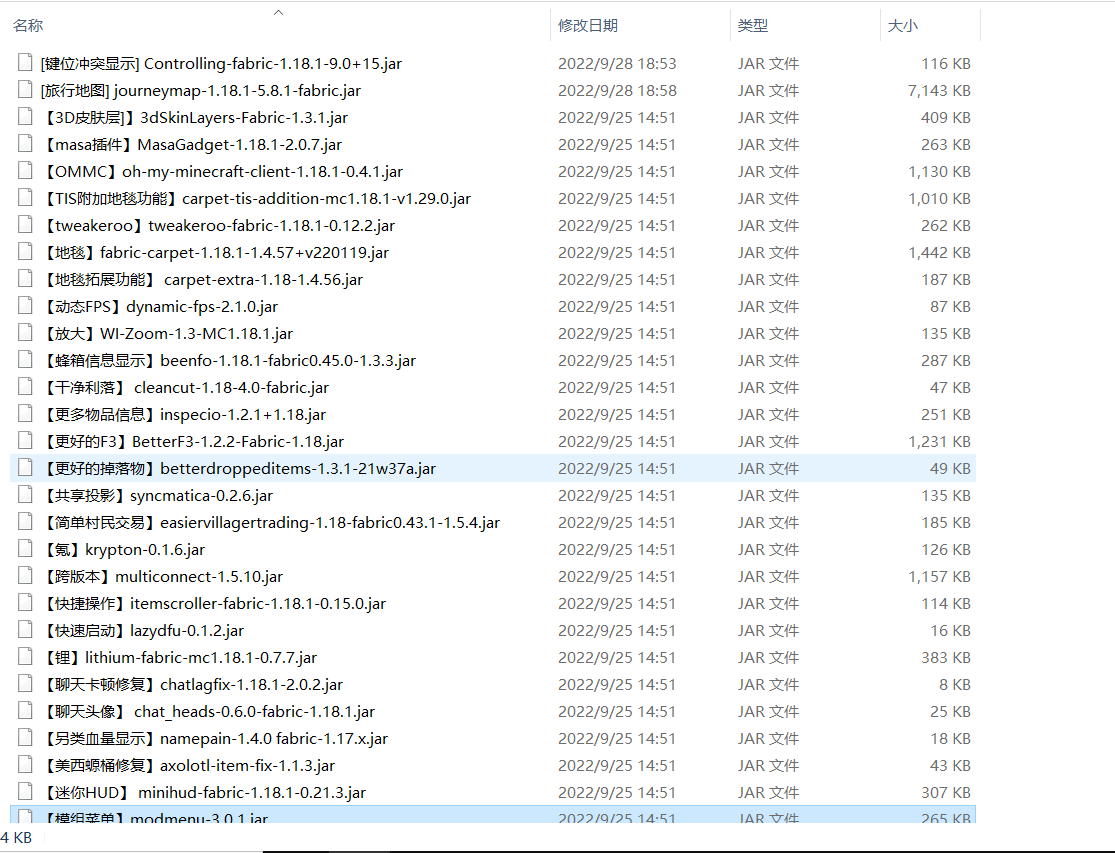 名称 修改日期 类型 大小
[键位冲突显示] Controlling-fabric-1.18.1-9.0+15.jar 2022/9/28 18:53 JAR 文件 116 KB
[旅行地图] journeymap-1.18.1-5.8.1-fabric.jar 2022/9/28 18:58 JAR 文件 7,143 KB
【3D皮肤层]】3dSkinLayers-Fabric-1.3.1.jar 2022/9/25 14:51 JAR 文件 409 KB
【masa插件】MasaGadget-1.18.1-2.0.7.jar 2022/9/25 14:51 JAR 文件 263 KB
【OMMC】oh-my-minecraft-client-1.18.1-0.4.1.jar 2022/9/25 14:51 JAR 文件 1,130 KB
【TIS附加地毯功能】carpet-tis-addition-mc1.18.1-v1.29.0.jar 2022/9/25 14:51 JAR 文件 1,010 KB
【tweakeroo】tweakeroo-fabric-1.18.1-0.12.2.jar 2022/9/25 14:51 JAR 文件 262 KB
【地毯】fabric-carpet-1.18.1-1.4.57+v220119.jar 2022/9/25 14:51 JAR 文件 1,442 KB
【地毯拓展功能】 carpet-extra-1.18-1.4.56.jar 2022/9/25 14:51 JAR 文件 187 KB
【动态FPS】dynamic-fps-2.1.0.jar 2022/9/25 14:51 JAR 文件 87 KB
【放大】WI-Zoom-1.3-MC1.18.1.jar 2022/9/25 14:51 JAR 文件 135 KB
【蜂箱信息显示】beenfo-1.18.1-fabric0.45.0-1.3.3.jar 2022/9/25 14:51 JAR 文件 287 KB
【干净利落】 cleancut-1.18-4.0-fabric.jar 2022/9/25 14:51 JAR 文件 47 KB
【更多物品信息】inspecio-1.2.1+1.18.jar 2022/9/25 14:51 JAR 文件 251 KB
【更好的F3】BetterF3-1.2.2-Fabric-1.18.jar 2022/9/25 14:51 JAR 文件 1,231 KB
【更好的掉落物】betterdroppeditems-1.3.1-21w37a.jar 2022/9/25 14:51 JAR 文件 49 KB
【共享投影】syncmatica-0.2.6.jar 2022/9/25 14:51 JAR 文件 135 KB
【简单村民交易】easiervillagertrading-1.18-fabric0.43.1-1.5.4.jar 2022/9/25 14:51 JAR 文件 185 KB
【氪】krypton-0.1.6.jar 2022/9/25 14:51 JAR 文件 126 KB
【跨版本】multiconnect-1.5.10.jar 2022/9/25 14:51 JAR 文件 1,157 KB
【快捷操作】itemscroller-fabric-1.18.1-0.15.0.jar 2022/9/25 14:51 JAR 文件 114 KB
【快速启动】lazydfu-0.1.2.jar 2022/9/25 14:51 JAR 文件 16 KB
【锂】lithium-fabric-mc1.18.1-0.7.7.jar 2022/9/25 14:51 JAR 文件 383 KB
【聊天卡顿修复】chatlagfix-1.18.1-2.0.2.jar 2022/9/25 14:51 JAR 文件 8 KB
【聊天头像】 chat_heads-0.6.0-fabric-1.18.1.jar 2022/9/25 14:51 JAR 文件 25 KB
【另类血量显示】namepain-1.4.0 fabric-1.17.x.jar 2022/9/25 14:51 JAR 文件 18 KB
【美西螈桶修复】axolotl-item-fix-1.1.3.jar 2022/9/25 14:51 JAR 文件 43 KB
【迷你HUD】 minihud-fabric-1.18.1-0.21.3.jar 2022/9/25 14:51 JAR 文件 307 KB
【模组菜单】modmenu-3.0.1.jar 2022/9/25 14:51 JAR 文件 265 KB
4 KB